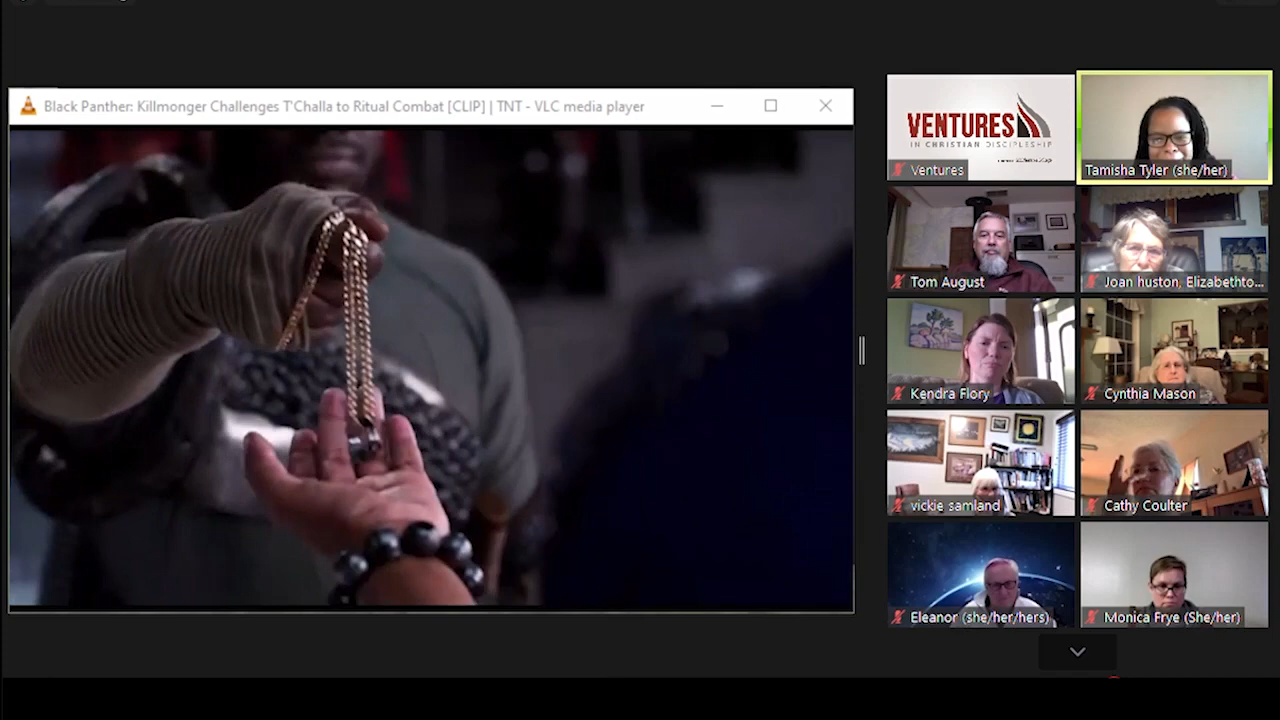 Black Panther: Killmonger Challenges T'Challa to Ritual Combat [CLIP] | TNT - VLC media player
VENTURES
IN CHRISTIAN DISCIPLESHIP
Ventures
Tamisha Tyler (she/her)
Tom August
Joan huston, Elizabethto...
Kendra Flory
Cynthia Mason
vickie samland
Cathy Coulter
Eleanor (she/her/hers)
Monica Frye (She/her)